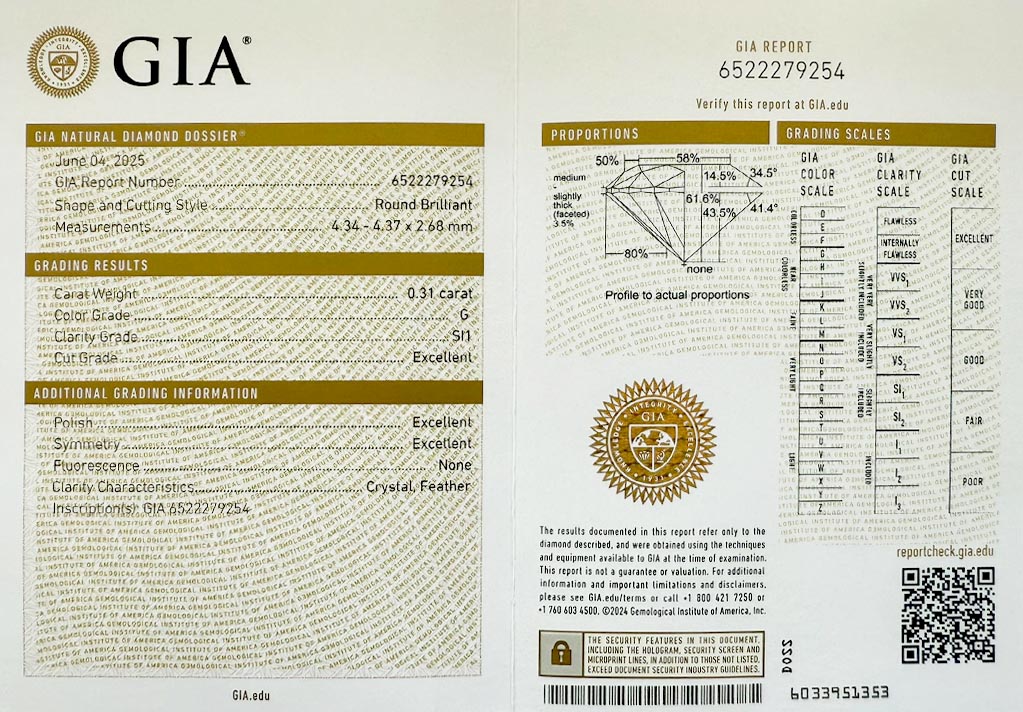 GIA®
GIA NATURAL DIAMOND DOSSIER®
June 04, 2025
GIA Report Number 6522279254
Shape and Cutting Style Round Brilliant
Measurements 4.34 - 4.37 x 2.68 mm
GRADING RESULTS
Carat Weight 0.31 carat
Color Grade G
Clarity Grade SI1
Cut Grade Excellent
ADDITIONAL GRADING INFORMATION
Polish Excellent
Symmetry Excellent
Fluorescence None
Clarity Characteristics Crystal, Feather
Inscription(s): GIA 6522279254
GIA.edu
GIA REPORT
6522279254
Verify this report at GIA.edu
PROPORTIONS
50%
58%
14.5%
34.5°
medium
-
slightly
thick
(faceted)
3.5%
61.6%
43.5%
41.4°
80%
none
Profile to actual proportions
GIA
The results documented in this report refer only to the
diamond described, and were obtained using the techniques
and equipment available to GIA at the time of examination.
This report is not a guarantee or valuation. For additional
information and important limitations and disclaimers,
please see GIA.edu/terms or call +1 800 421 7250 or
+1 760 603 4500. ©2024 Gemological Institute of America, Inc.
THE SECURITY FEATURES IN THIS DOCUMENT,
INCLUDING THE HOLOGRAM, SECURITY SCREEN AND
MICROPRINT LINES, IN ADDITION TO THOSE NOT LISTED,
EXCEED DOCUMENT SECURITY INDUSTRY GUIDELINES.
GRADING SCALES
GIA
COLOR
SCALE
COLORLESS
D
E
F
NEAR
COLORLESS
G
H
I
J
FAINT
K
L
M
VERY LIGHT
N
O
P
Q
R
LIGHT
S
T
U
V
W
X
Y
Z
GIA
CLARITY
SCALE
FLAWLESS
INTERNALLY
FLAWLESS
VERY VERY
SLIGHTLY INCLUDED
VVS1
VVS2
VERY SLIGHTLY
INCLUDED
VS1
VS2
SLIGHTLY
INCLUDED
SI1
SI2
INCLUDED
I1
I2
I3
GIA
CUT
SCALE
EXCELLENT
VERY
GOOD
GOOD
FAIR
POOR
reportcheck.gia.edu
DOSS
6033951353